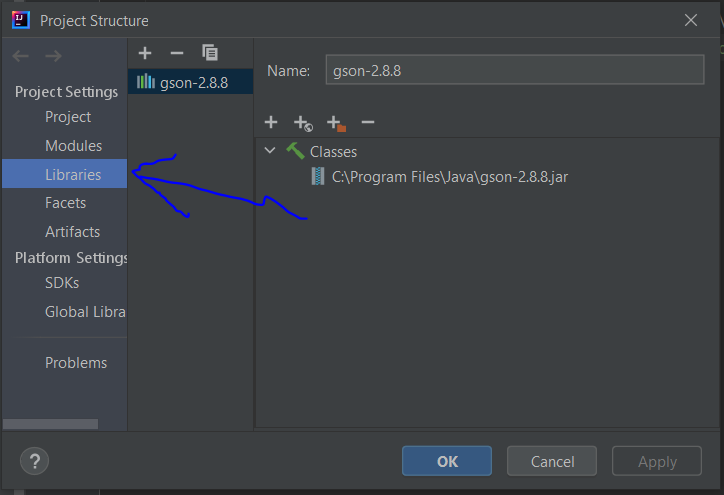 Project Structure
Project Settings
Project
Modules
Libraries
Facets
Artifacts
Platform Settings
SDKs
Global Libra
Problems
gson-2.8.8
Name:
gson-2.8.8
Classes
C:\Program Files\Java\gson-2.8.8.jar
?
OK
Cancel
Apply